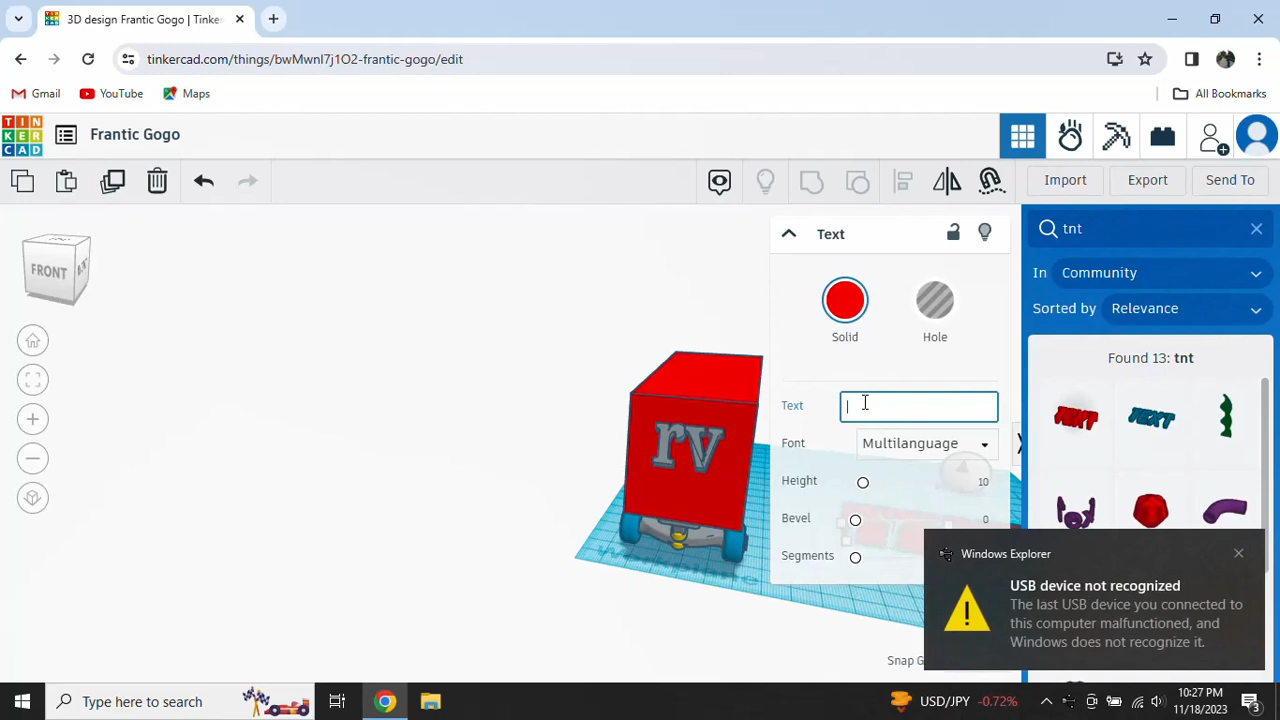 3D design Frantic Gogo | Tinke
tinkercad.com/things/bwMwnl7j1O2-frantic-gogo/edit
Gmail
YouTube
Maps
All Bookmarks
TIN
KER
CAD
Frantic Gogo
Import
Export
Send To
FRONT
Text
Solid
Hole
Text
Font
Multilanguage
Height
10
Bevel
0
Segments
rv
Snap G
tnt
In
Community
Sorted by
Relevance
Found 13: tnt
TEXT
TEXT
Windows Explorer
USB device not recognized
The last USB device you connected to
this computer malfunctioned, and
Windows does not recognize it.
Type here to search
USD/JPY
-0.72%
10:27 PM
11/18/2023
3